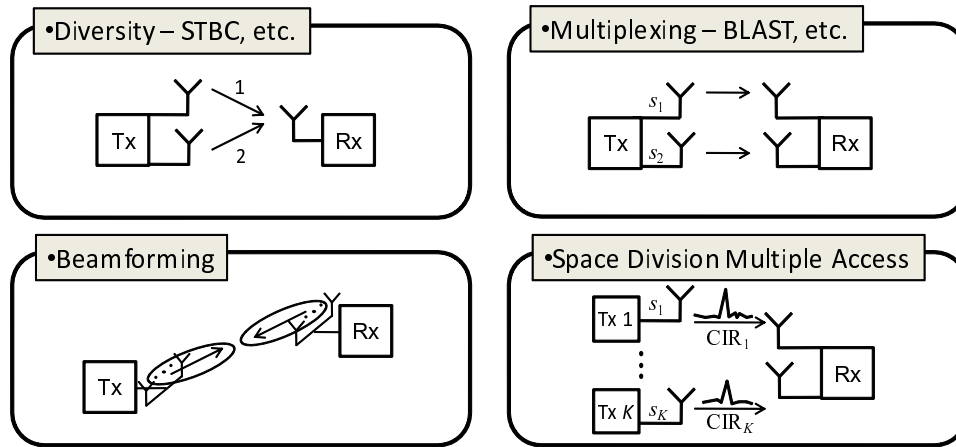 •Diversity – STBC, etc.
1
Tx
Rx
2
•Multiplexing – BLAST, etc.
s1
Tx
s2
Rx
•Beamforming
Rx
Tx
•Space Division Multiple Access
Tx 1
s1
CIR1
Rx
Tx K
sK
CIRK